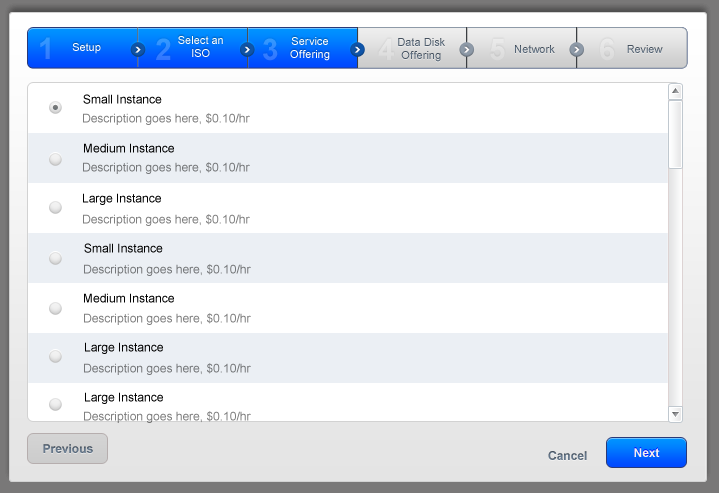 1 Setup
2 Select an
ISO
3 Service
Offering
4 Data Disk
Offering
5 Network
6 Review
Small Instance
Description goes here, $0.10/hr
Medium Instance
Description goes here, $0.10/hr
Large Instance
Description goes here, $0.10/hr
Small Instance
Description goes here, $0.10/hr
Medium Instance
Description goes here, $0.10/hr
Large Instance
Description goes here, $0.10/hr
Large Instance
Description goes here, $0.10/hr
Previous
Cancel
Next